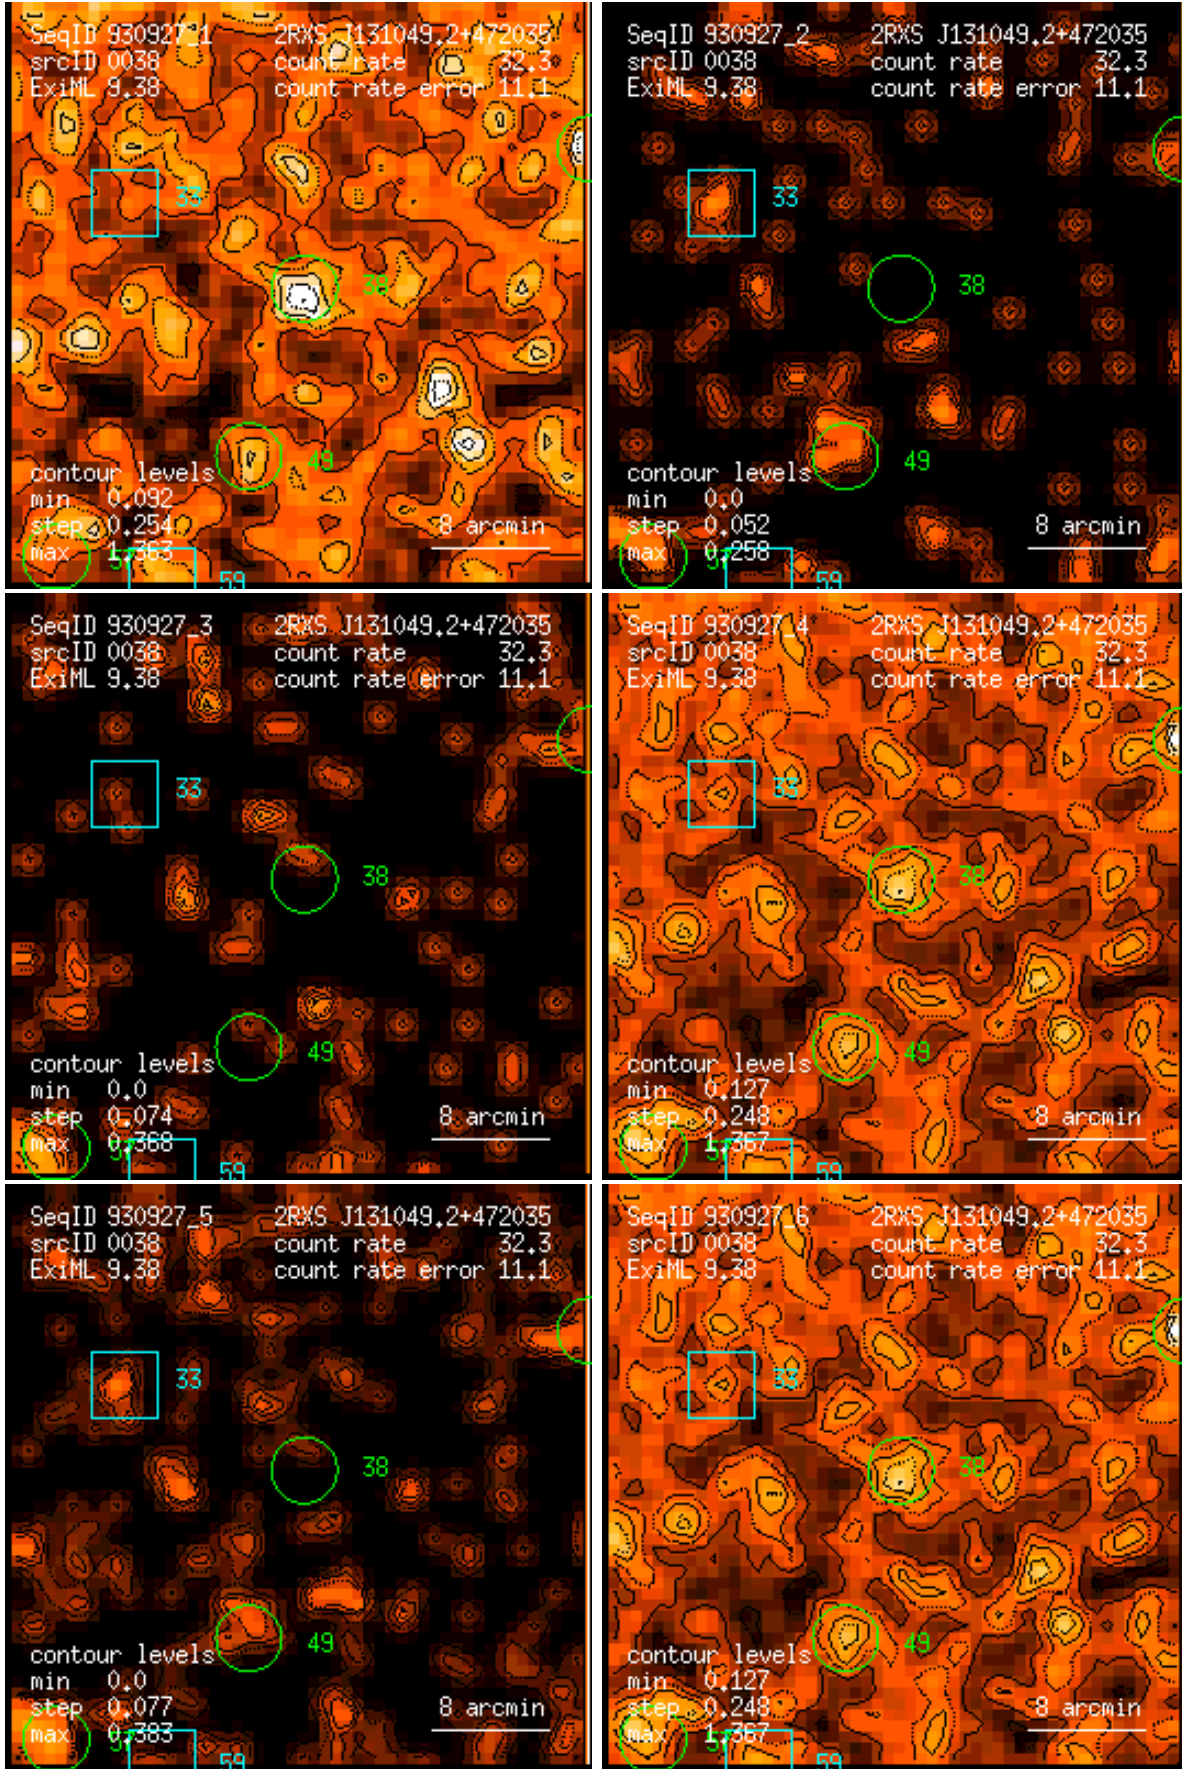 SeqID 930927_1 2RXS J131049.2+472035
srcID 0038 count rate 32.3
ExiML 9.38 count rate error 11.1
33
38
49
contour levels
min 0.092
step 0.254 8 arcmin
max 1.363
59
SeqID 930927_2 2RXS J131049.2+472035
srcID 0038 count rate 32.3
ExiML 9.38 count rate error 11.1
33
38
49
contour levels
min 0.0
step 0.052 8 arcmin
max 0.258
59
SeqID 930927_3 2RXS J131049.2+472035
srcID 0038 count rate 32.3
ExiML 9.38 count rate error 11.1
33
38
49
contour levels
min 0.0
step 0.074 8 arcmin
max 0.368
59
SeqID 930927_4 2RXS J131049.2+472035
srcID 0038 count rate 32.3
ExiML 9.38 count rate error 11.1
33
38
49
contour levels
min 0.127
step 0.248 8 arcmin
max 1.367
59
SeqID 930927_5 2RXS J131049.2+472035
srcID 0038 count rate 32.3
ExiML 9.38 count rate error 11.1
33
38
49
contour levels
min 0.0
step 0.077 8 arcmin
max 0.383
59
SeqID 930927_6 2RXS J131049.2+472035
srcID 0038 count rate 32.3
ExiML 9.38 count rate error 11.1
33
38
49
contour levels
min 0.127
step 0.248 8 arcmin
max 1.367
59